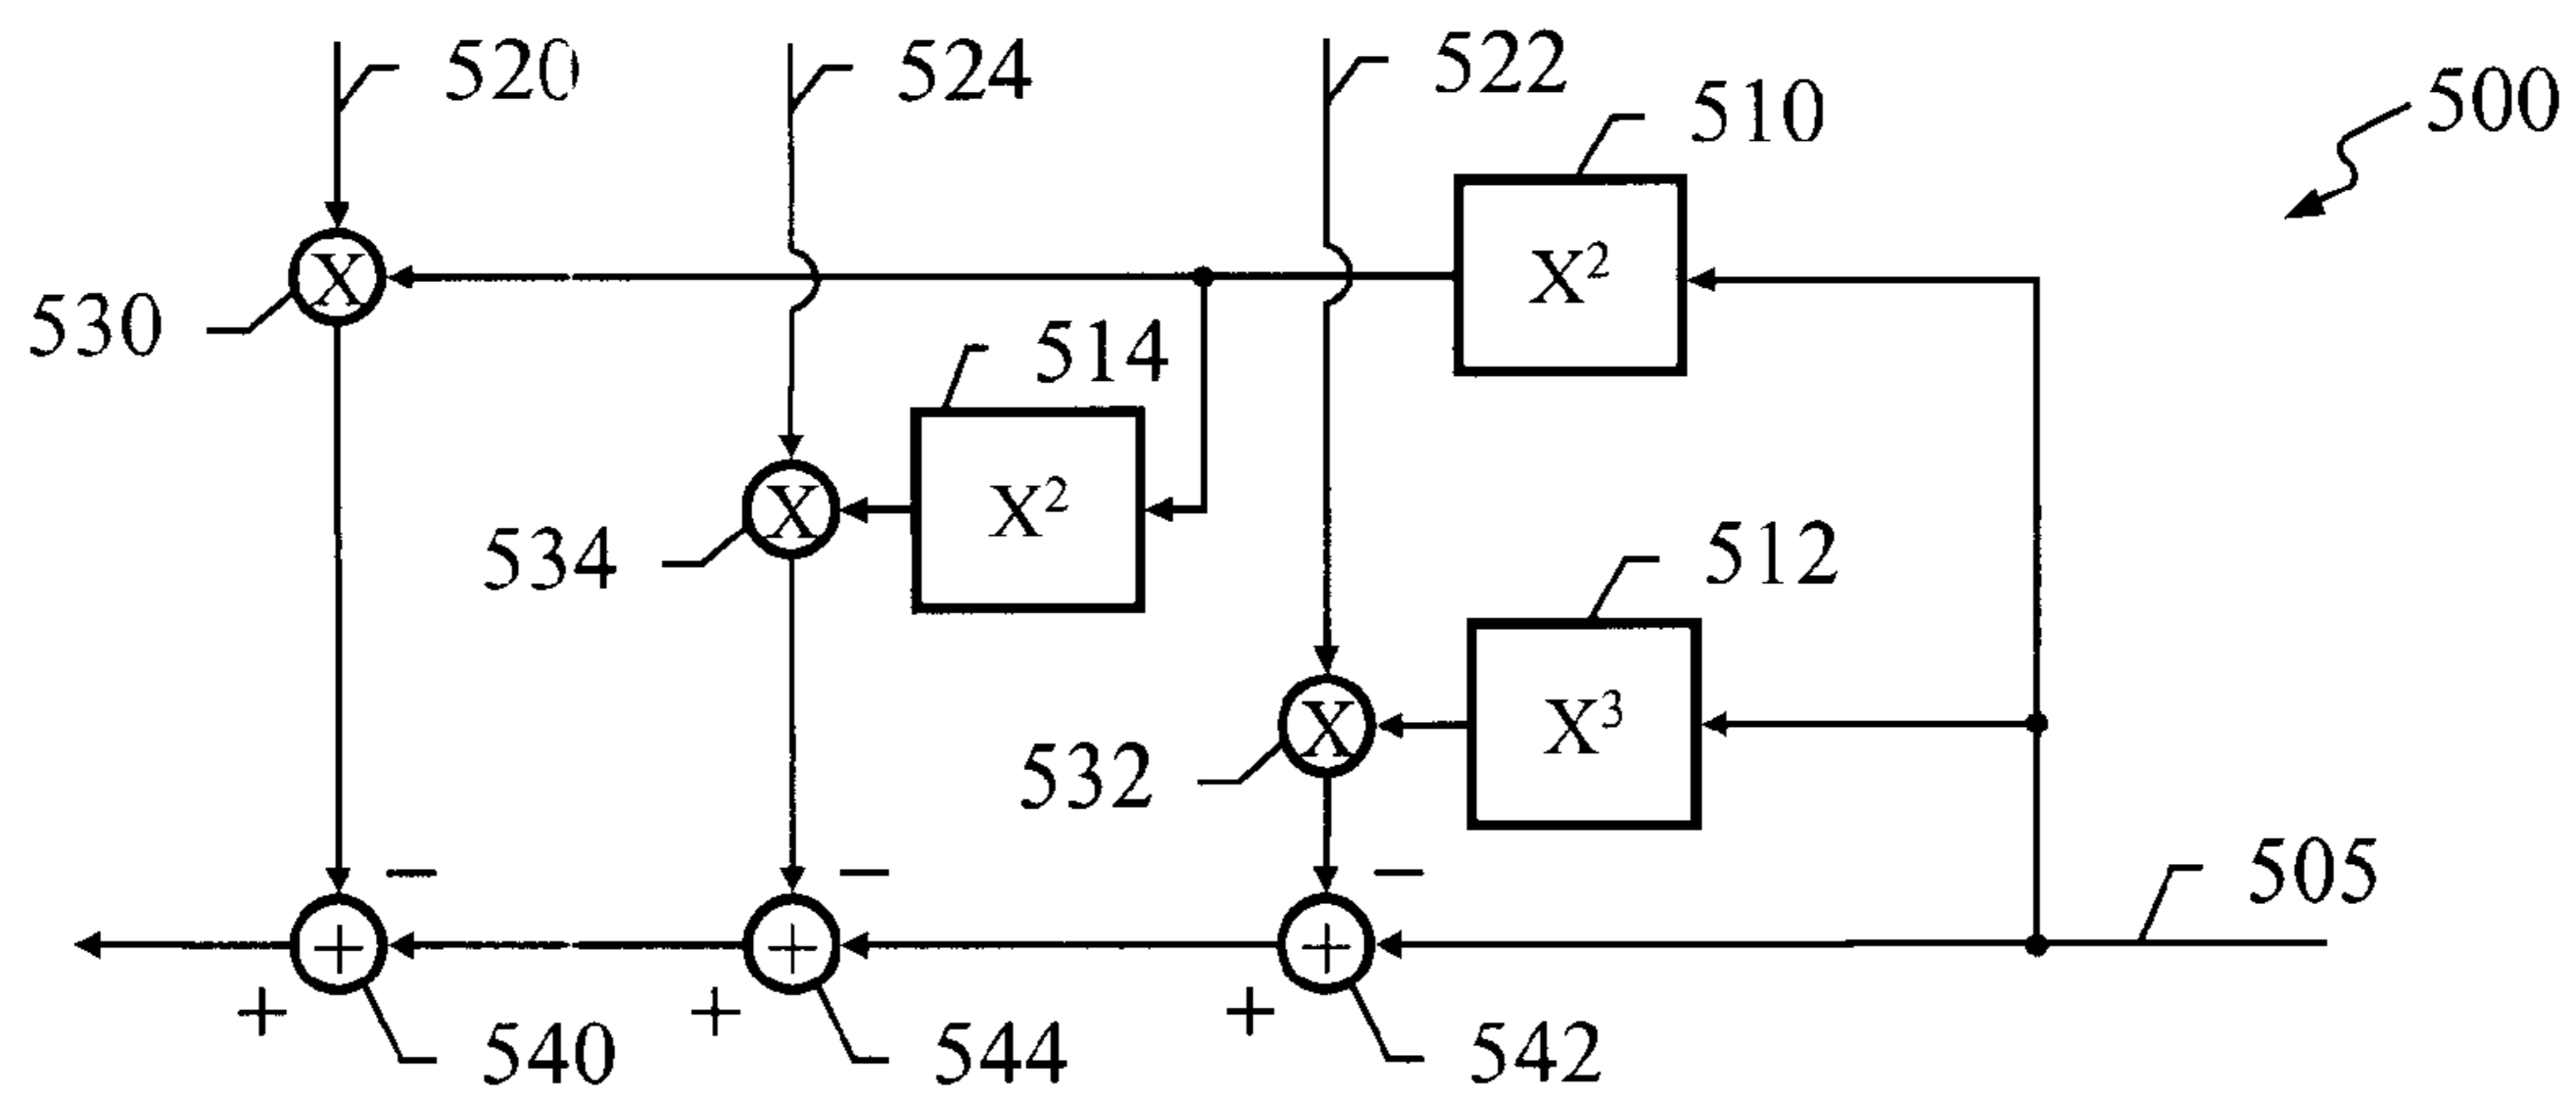 520 524 522 510 500
X X²
530 514
X X²
534 512
532 X X³
− − − 505
+ + +
+ + +
540 544 542